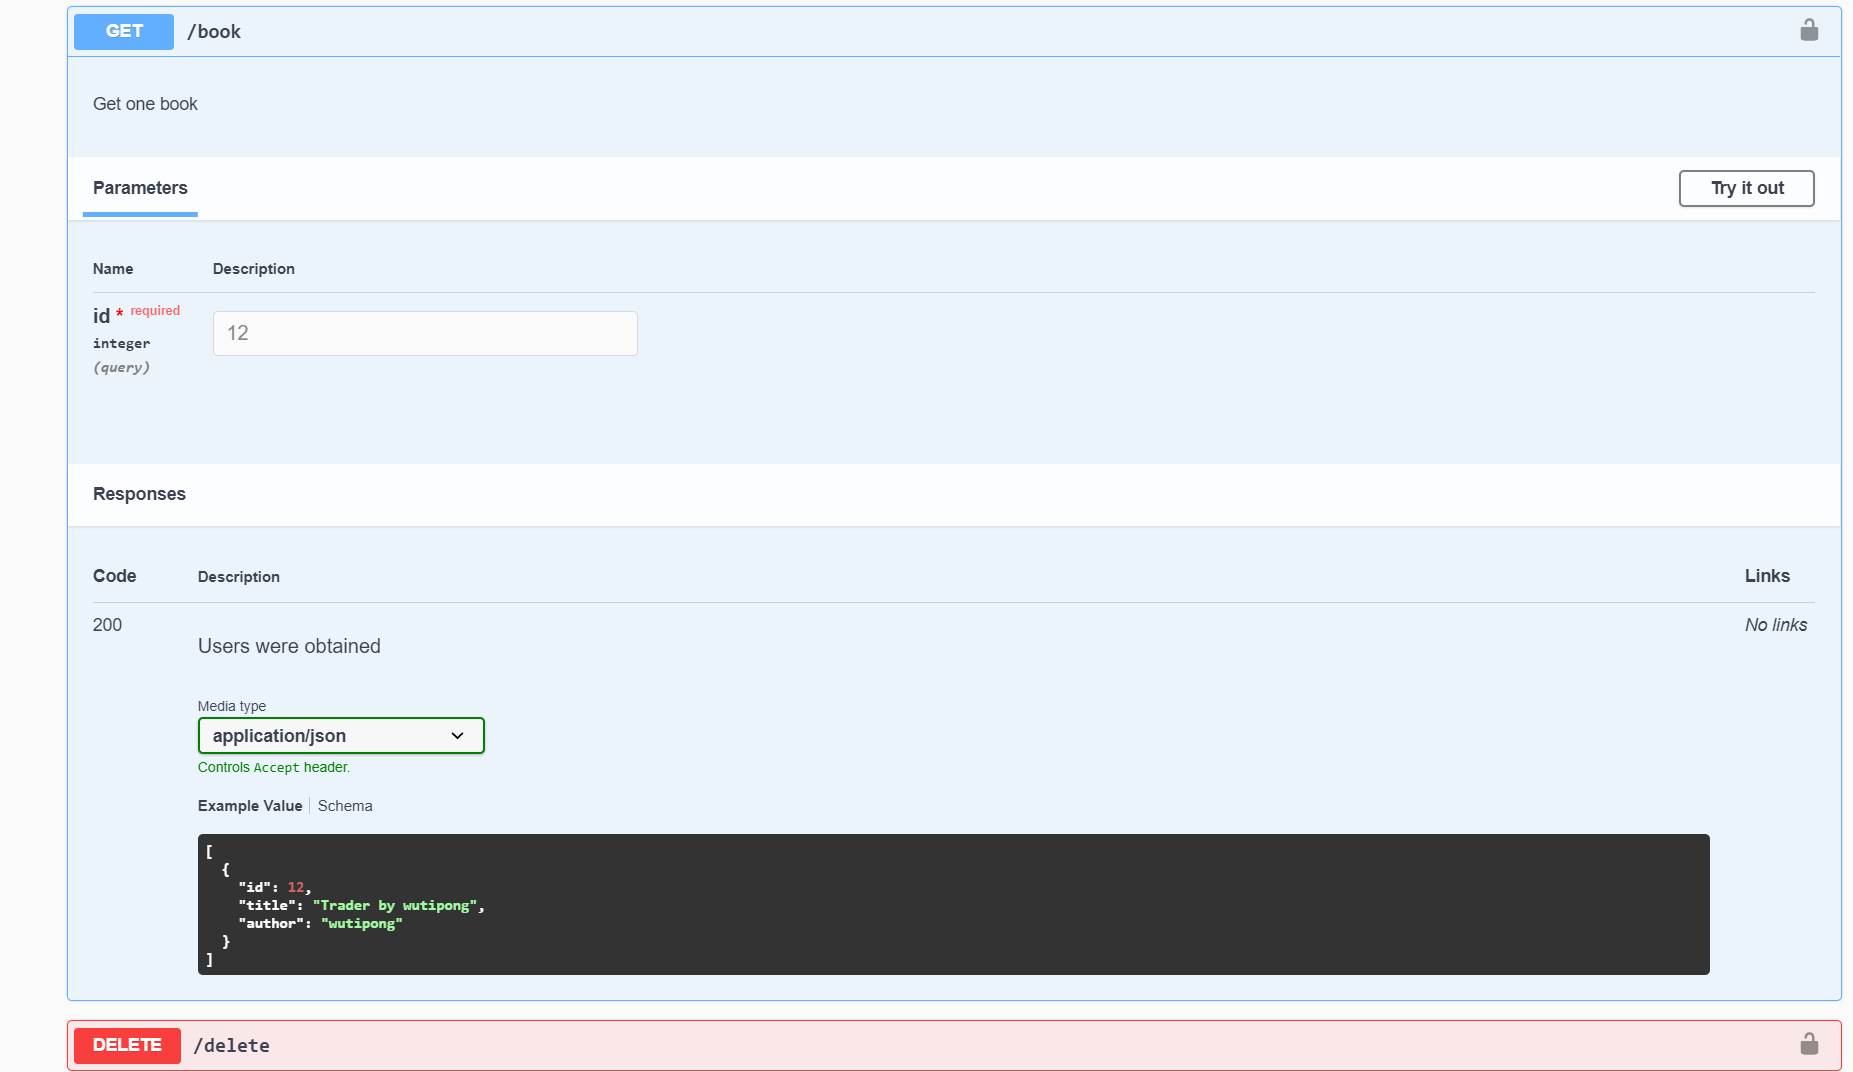 GET /book
Get one book
Parameters
Try it out
Name Description
id * required
integer
(query)
12
Responses
Code Description Links
200
Users were obtained
No links
Media type
application/json
Controls Accept header.
Example Value Schema
[
  {
    "id": 12,
    "title": "Trader by wutipong",
    "author": "wutipong"
  }
]
DELETE /delete